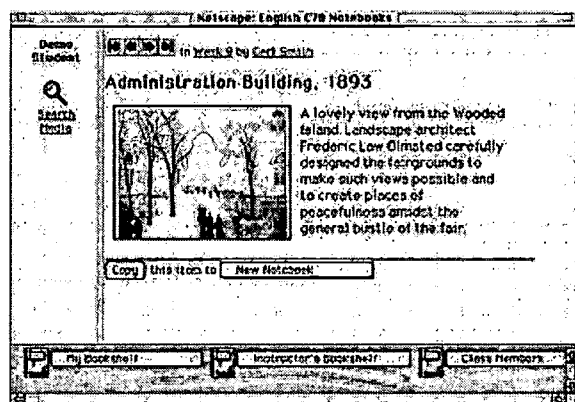 Netscape: English C78 Notebooks
Demo
Student
Search
Media
in Week 9 by Carl Smith
Administration Building, 1893
A lovely view from the Wooded
Island. Landscape architect
Frederic Law Olmsted carefully
designed the fairgrounds to
make such views possible and
to create places of
peacefulness amidst the
general bustle of the fair.
Copy this item to New Notebook
My Bookshelf
Instructor's Bookshelf
Class Members